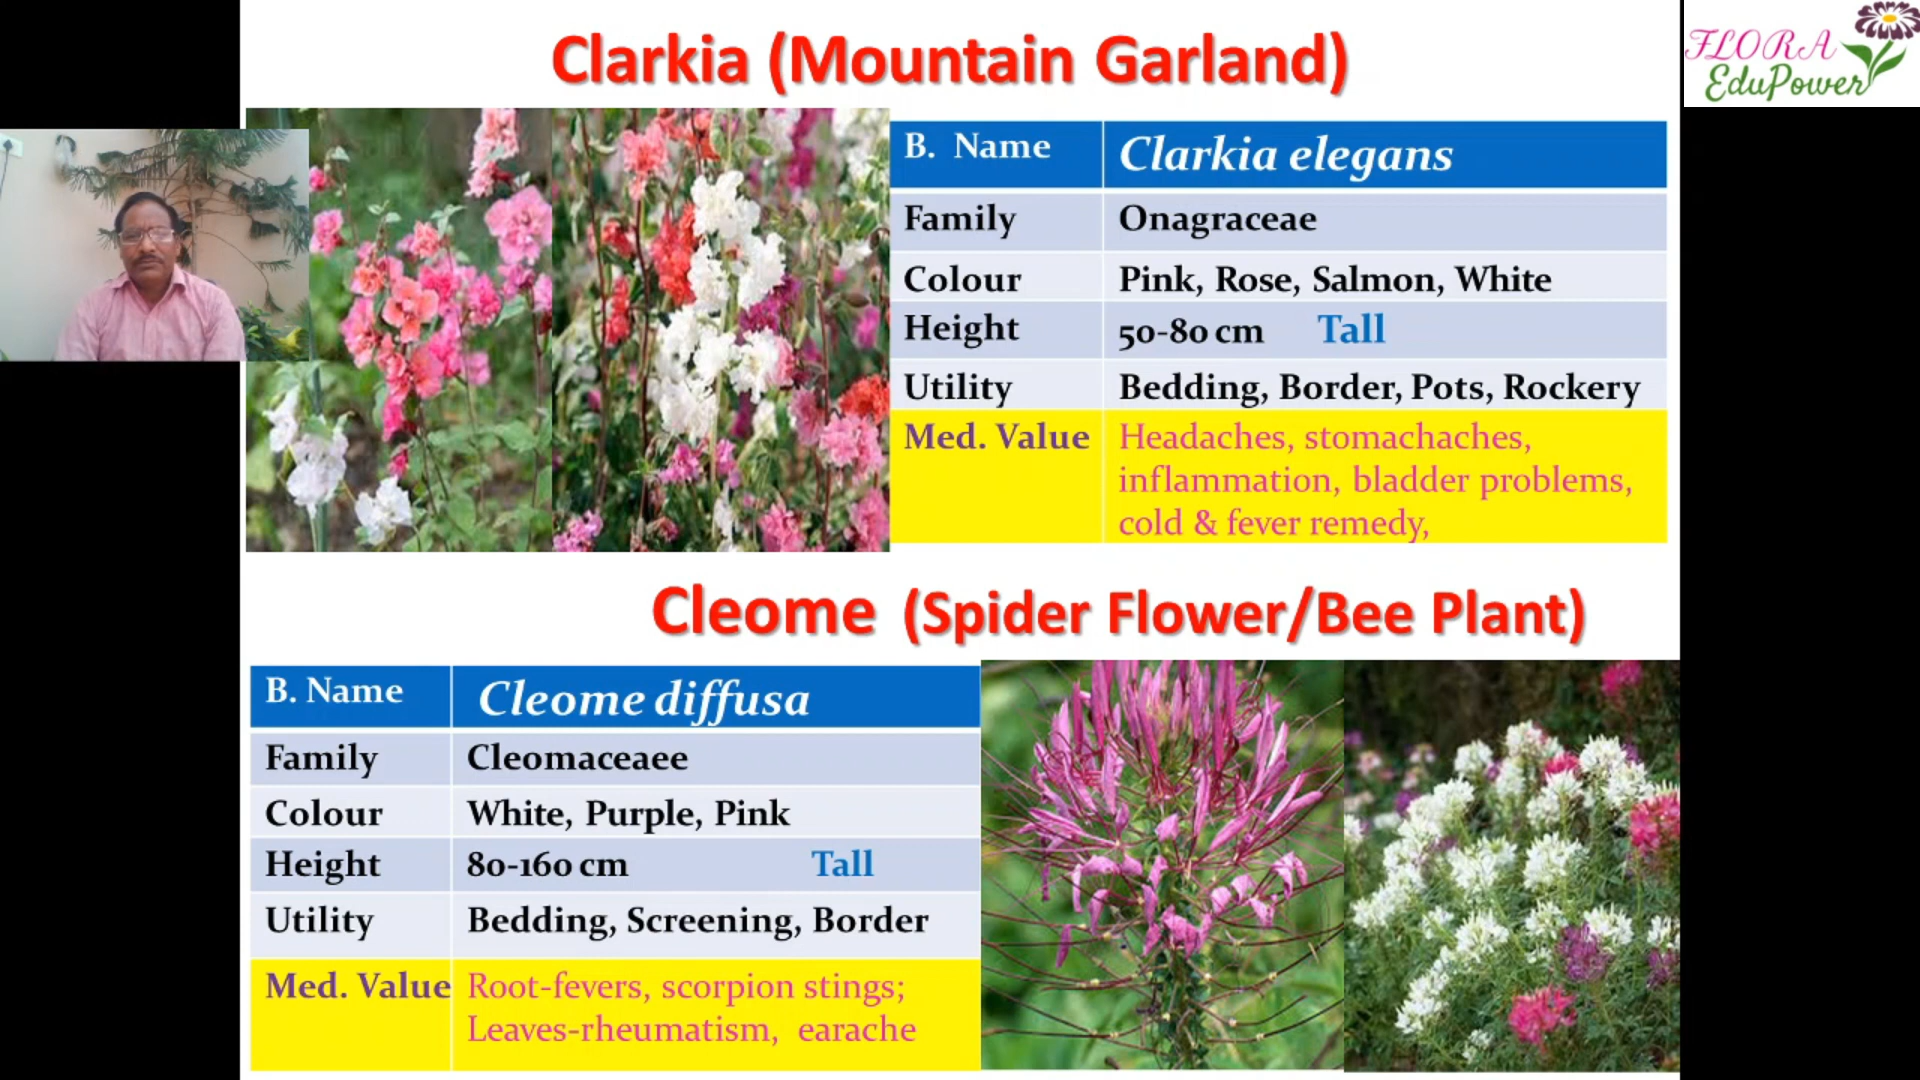 Clarkia (Mountain Garland)
FLORA
EduPower
B. Name Clarkia elegans
Family Onagraceae
Colour Pink, Rose, Salmon, White
Height 50-80 cm Tall
Utility Bedding, Border, Pots, Rockery
Med. Value Headaches, stomachaches,
inflammation, bladder problems,
cold & fever remedy,
Cleome (Spider Flower/Bee Plant)
B. Name Cleome diffusa
Family Cleomaceaee
Colour White, Purple, Pink
Height 80-160 cm Tall
Utility Bedding, Screening, Border
Med. Value Root-fevers, scorpion stings;
Leaves-rheumatism, earache